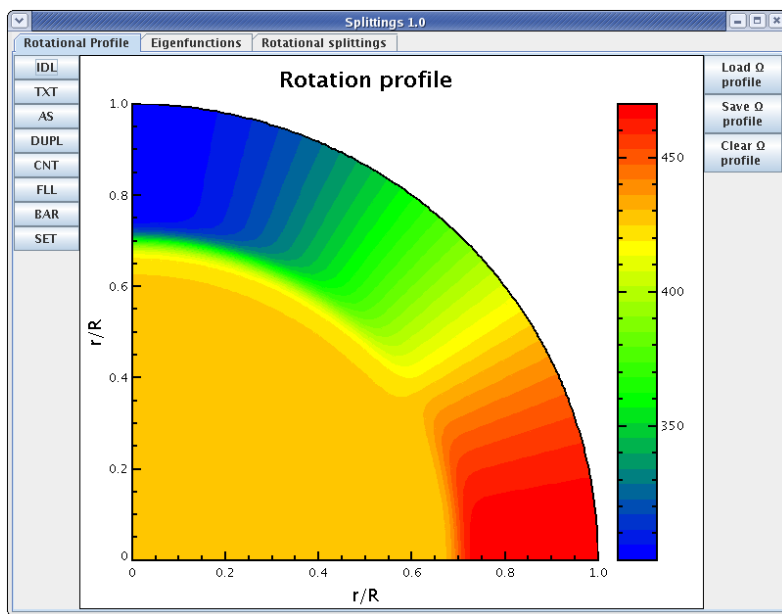 Splittings 1.0
Rotational Profile Eigenfunctions Rotational splittings
IDL
TXT
AS
DUPL
CNT
FLL
BAR
SET
Rotation profile
1.0
0.8
0.6
0.4
0.2
0
r/R
0 0.2 0.4 0.6 0.8 1.0
r/R
450
400
350
Load Ω
profile
Save Ω
profile
Clear Ω
profile